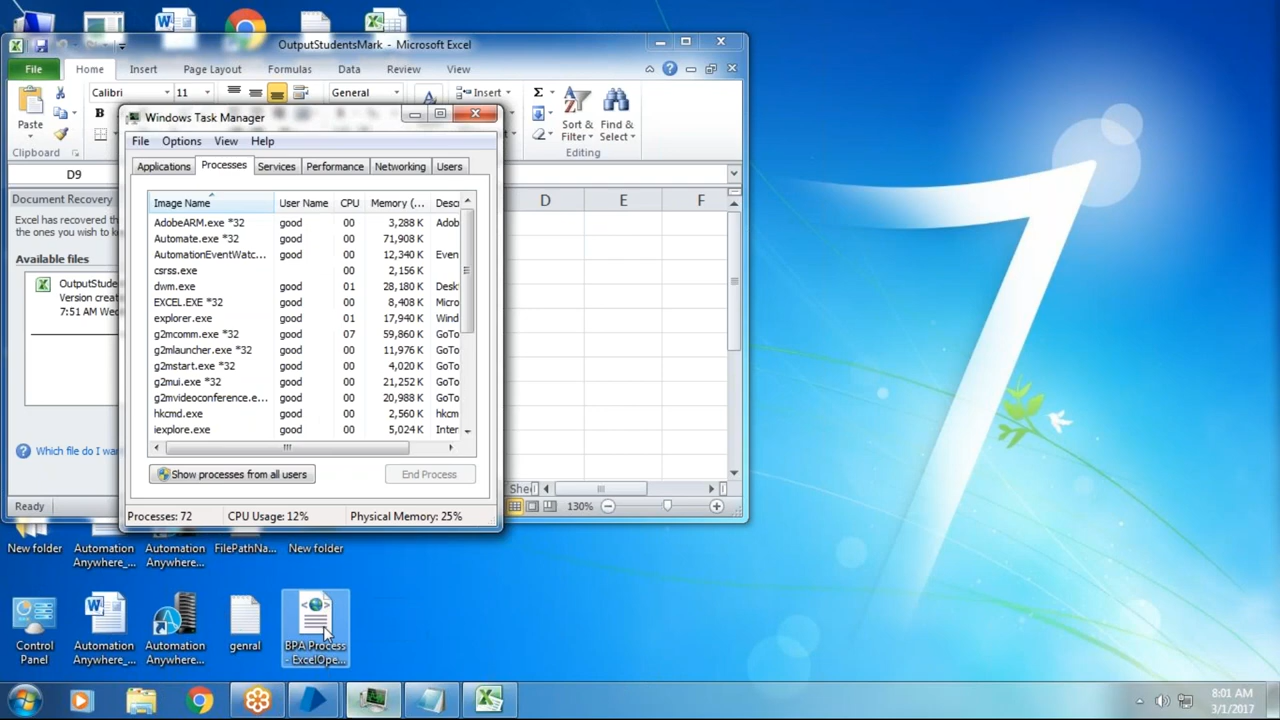 OutputStudentsMark - Microsoft Excel
File Home Insert Page Layout Formulas Data Review View
Calibri 11 General Insert Σ
Paste B Sort & Find &
Filter Select
Clipboard Editing
D9
Windows Task Manager
File Options View Help
Applications Processes Services Performance Networking Users
Image Name User Name CPU Memory (... Descr
AdobeARM.exe *32 good 00 3,288 K Adob
Automate.exe *32 good 00 71,908 K
AutomationEventWatc... good 00 12,340 K Even
csrss.exe 00 2,156 K
dwm.exe good 01 28,180 K Desk
EXCEL.EXE *32 good 00 8,408 K Micro
explorer.exe good 01 17,940 K Wind
g2mcomm.exe *32 good 07 59,860 K GoTo
g2mlauncher.exe *32 good 00 11,976 K GoTo
g2mstart.exe *32 good 00 4,020 K GoTo
g2mui.exe *32 good 00 21,252 K GoTo
g2mvideoconference.e... good 00 20,988 K GoTo
hkcmd.exe good 00 2,560 K hkcm
iexplore.exe good 00 5,024 K Inter
Show processes from all users End Process
Processes: 72 CPU Usage: 12% Physical Memory: 25%
Document Recovery
Excel has recovered th
the ones you wish to k
Available files
OutputStude
Version creat
7:51 AM Wed
Which file do I wa
D E F
Shee
Ready 130%
New folder Automation Anywhere_... Automation Anywhere... FilePathNa... New folder
Control Panel Automation Anywhere_... Automation Anywhere... genral BPA Process - ExcelOpe...
8:01 AM
3/1/2017